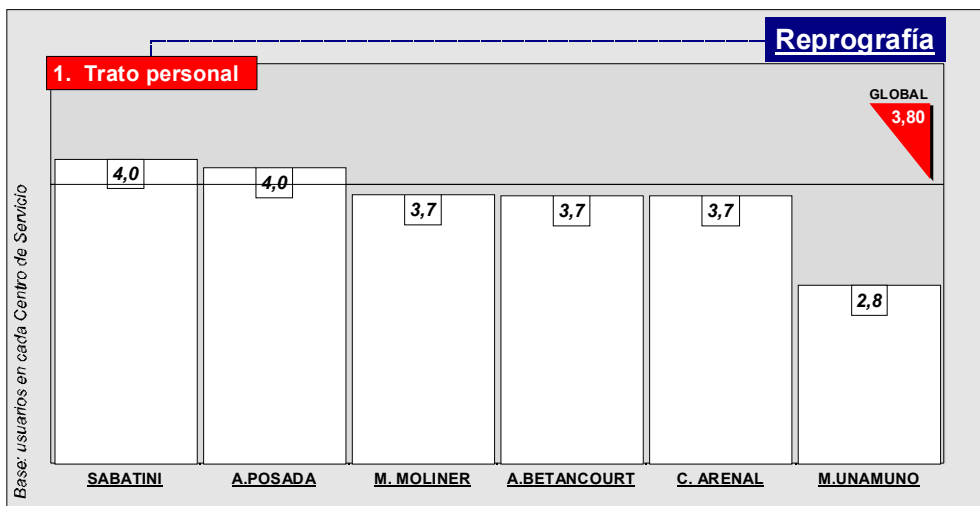 Reprografía
1. Trato personal
GLOBAL
3,80
4,0
4,0
3,7
3,7
3,7
2,8
Base: usuarios en cada Centro de Servicio
SABATINI
A.POSADA
M. MOLINER
A.BETANCOURT
C. ARENAL
M.UNAMUNO